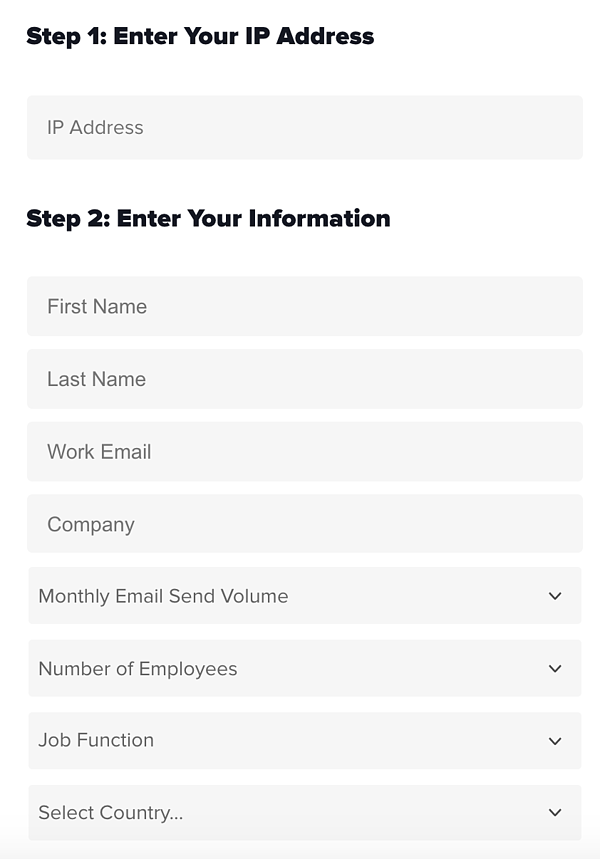 Step 1: Enter Your IP Address
IP Address
Step 2: Enter Your Information
First Name
Last Name
Work Email
Company
Monthly Email Send Volume
Number of Employees
Job Function
Select Country...